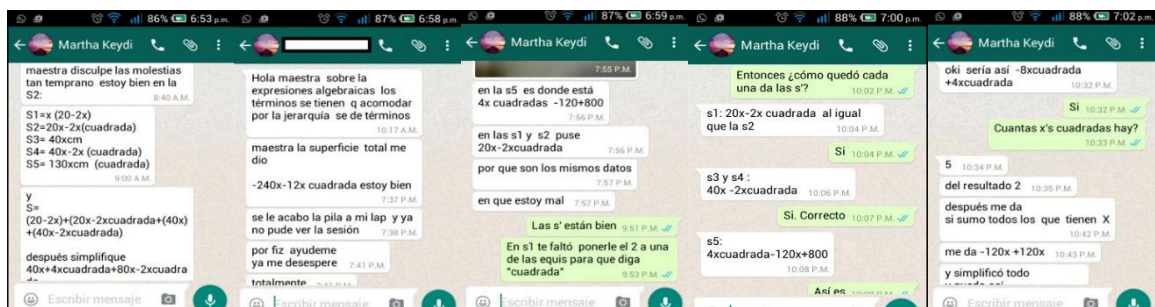 86% 6:53 p.m.
Martha Keydi
maestra disculpe las molestias
tan temprano estoy bien en la
S2:
8:40 A.M.
S1=x (20-2x)
S2=20x-2x(cuadrada)
S3= 40xcm
S4= 40x-2x (cuadrada)
S5= 130xcm (cuadrada)
9:00 A.M.
y
S=
(20-2x)+(20x-2xcuadrada+(40x)
+(40x-2xcuadrada)
después simplifique
40x+4xcuadrada+80x-2xcuadra
Escribir mensaje
87% 6:58 p.m.
Hola maestra sobre la
expresiones algebraicas los
términos se tienen q acomodar
por la jerarquía se de términos
10:17 A.M.
maestra la superficie total me
dio
-240x-12x cuadrada estoy bien
7:37 P.M.
se le acabo la pila a mi lap y ya
no pude ver la sesión
7:38 P.M.
por fiz ayudeme
ya me desespere
7:41 P.M.
totalmente
Escribir mensaje
87% 6:59 p.m.
Martha Keydi
7:55 P.M.
en la s5 es donde está
4x cuadradas -120+800
7:56 P.M.
en las s1 y s2 puse
20x-2xcuadrada
7:56 P.M.
por que son los mismos datos
7:57 P.M.
en que estoy mal
7:57 P.M.
Las s' están bien
9:51 P.M.
En s1 te faltó ponerle el 2 a una
de las equis para que diga
"cuadrada"
9:53 P.M.
Escribir mensaje
88% 7:00 p.m.
Martha Keydi
Entonces ¿cómo quedó cada
una da las s'?
10:02 P.M.
s1: 20x-2x cuadrada al igual
que la s2
10:04 P.M.
Si
10:04 P.M.
s3 y s4 :
40x -2xcuadrada
10:06 P.M.
Si. Correcto
10:07 P.M.
s5:
4xcuadrada-120x+800
10:08 P.M.
Así es
Escribir mensaje
88% 7:02 p.m.
Martha Keydi
oki sería así -8xcuadrada
+4xcuadrada
10:32 P.M.
Si
10:32 P.M.
Cuantas x's cuadradas hay?
10:33 P.M.
5
10:34 P.M.
del resultado 2
10:35 P.M.
después me da
si sumo todos los que tienen X
10:42 P.M.
me da -120x +120x
10:43 P.M.
y simplificó todo
Escribir mensaje